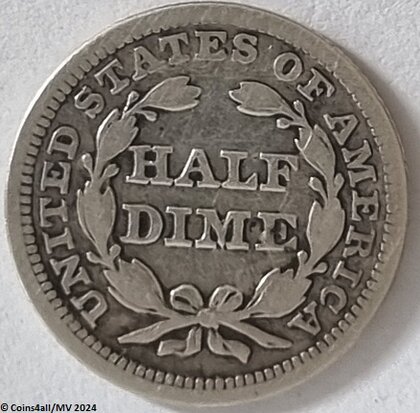 UNITED STATES OF AMERICA
HALF
DIME
© Coins4all/MV 2024